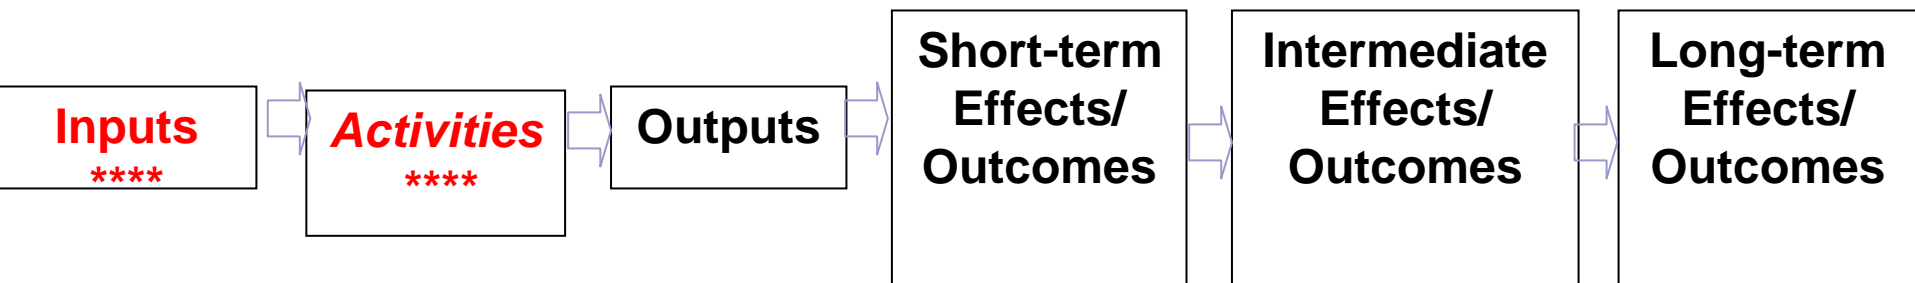 Inputs
****
Activities
****
Outputs
Short-term
Effects/
Outcomes
Intermediate
Effects/
Outcomes
Long-term
Effects/
Outcomes